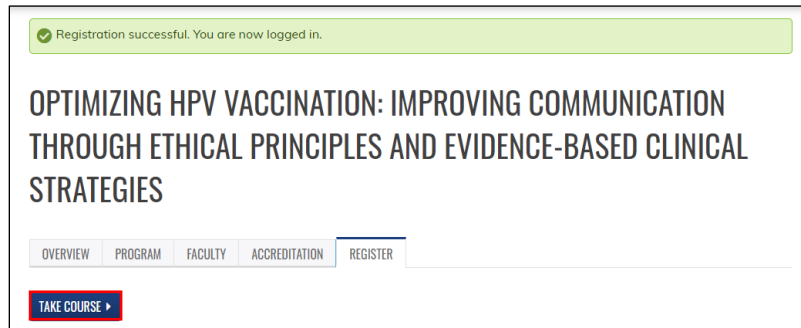 Registration successful. You are now logged in.
OPTIMIZING HPV VACCINATION: IMPROVING COMMUNICATION
THROUGH ETHICAL PRINCIPLES AND EVIDENCE-BASED CLINICAL
STRATEGIES
OVERVIEW PROGRAM FACULTY ACCREDITATION REGISTER
TAKE COURSE